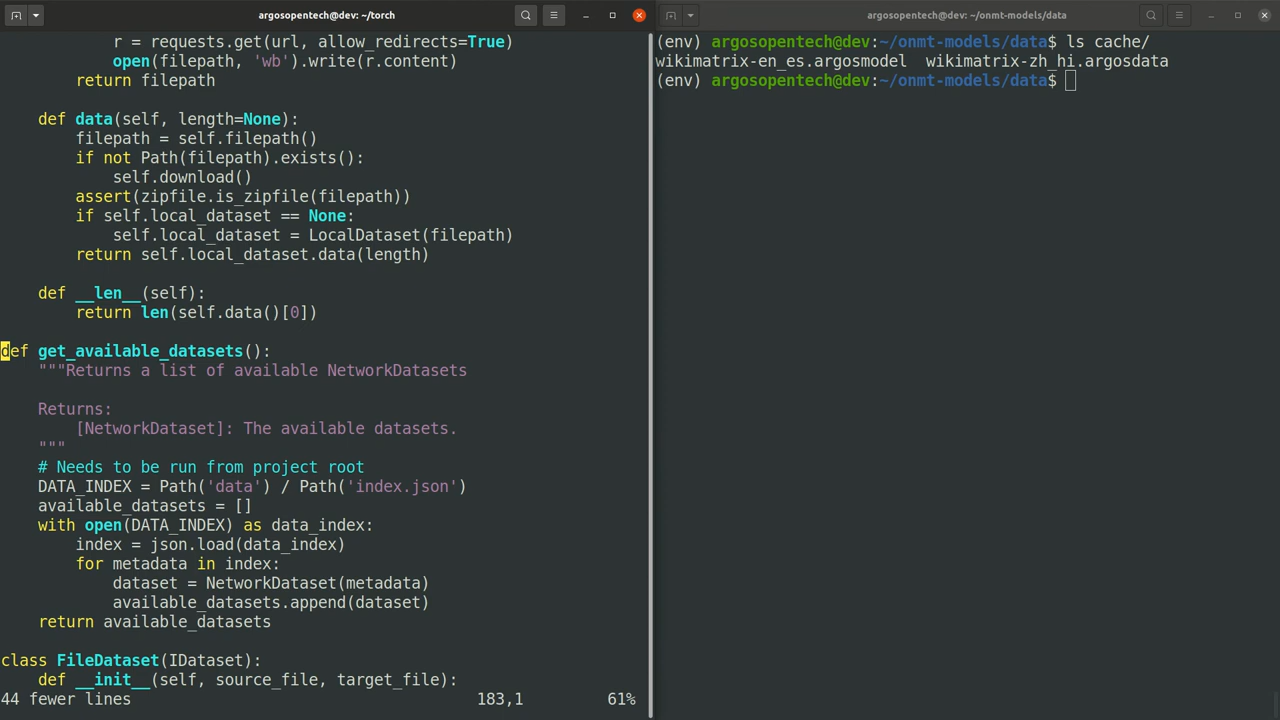 argosopentech@dev: ~/torch
r = requests.get(url, allow_redirects=True)
open(filepath, 'wb').write(r.content)
return filepath
def data(self, length=None):
filepath = self.filepath()
if not Path(filepath).exists():
self.download()
assert(zipfile.is_zipfile(filepath))
if self.local_dataset == None:
self.local_dataset = LocalDataset(filepath)
return self.local_dataset.data(length)
def __len__(self):
return len(self.data()[0])
def get_available_datasets():
"""Returns a list of available NetworkDatasets
Returns:
[NetworkDataset]: The available datasets.
"""
# Needs to be run from project root
DATA_INDEX = Path('data') / Path('index.json')
available_datasets = []
with open(DATA_INDEX) as data_index:
index = json.load(data_index)
for metadata in index:
dataset = NetworkDataset(metadata)
available_datasets.append(dataset)
return available_datasets
class FileDataset(IDataset):
def __init__(self, source_file, target_file):
44 fewer lines 183,1 61%
argosopentech@dev: ~/onmt-models/data
(env) argosopentech@dev:~/onmt-models/data$ ls cache/
wikimatrix-en_es.argosmodel wikimatrix-zh_hi.argosdata
(env) argosopentech@dev:~/onmt-models/data$